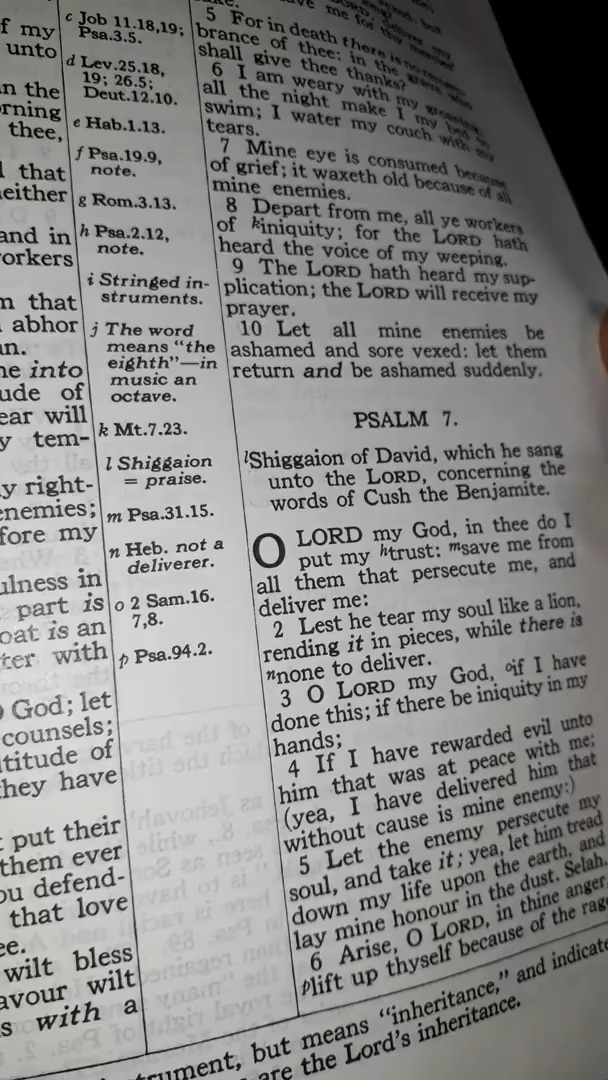 f my
unto
n the
rning
thee,
l that
neither
and in
orkers
m that
abhor
un.
ne into
ude of
ear will
y tem-
y right-
enemies;
fore my
ulness in
part is
oat is an
ter with
God; let
counsels;
titude of
they have
put their
them ever
ou defend-
that love
ee.
wilt bless
avour wilt
s with a
c Job 11.18,19;
Psa.3.5.
d Lev.25.18,
19; 26.5;
Deut.12.10.
e Hab.1.13.
f Psa.19.9,
note.
g Rom.3.13.
h Psa.2.12,
note.
i Stringed in-
struments.
j The word
means “the
eighth”—in
music an
octave.
k Mt.7.23.
l Shiggaion
= praise.
m Psa.31.15.
n Heb. not a
deliverer.
o 2 Sam.16.
7,8.
p Psa.94.2.
5 For in death there is no remem-
brance of thee: in the grave who
shall give thee thanks?
6 I am weary with my groaning;
all the night make I my bed to
swim; I water my couch with my
tears.
7 Mine eye is consumed because
of grief; it waxeth old because of all
mine enemies.
8 Depart from me, all ye workers
of kiniquity; for the LORD hath
heard the voice of my weeping.
9 The LORD hath heard my sup-
plication; the LORD will receive my
prayer.
10 Let all mine enemies be
ashamed and sore vexed: let them
return and be ashamed suddenly.
PSALM 7.
lShiggaion of David, which he sang
unto the LORD, concerning the
words of Cush the Benjamite.
O LORD my God, in thee do I
put my htrust: msave me from
all them that persecute me, and
deliver me:
2 Lest he tear my soul like a lion,
rending it in pieces, while there is
nnone to deliver.
3 O LORD my God, oif I have
done this; if there be iniquity in my
hands;
4 If I have rewarded evil unto
him that was at peace with me;
(yea, I have delivered him that
without cause is mine enemy:)
5 Let the enemy persecute my
soul, and take it; yea, let him tread
down my life upon the earth, and
lay mine honour in the dust. Selah.
6 Arise, O LORD, in thine anger,
plift up thyself because of the rag
strument, but means “inheritance,” and indicate
are the Lord's inheritance.